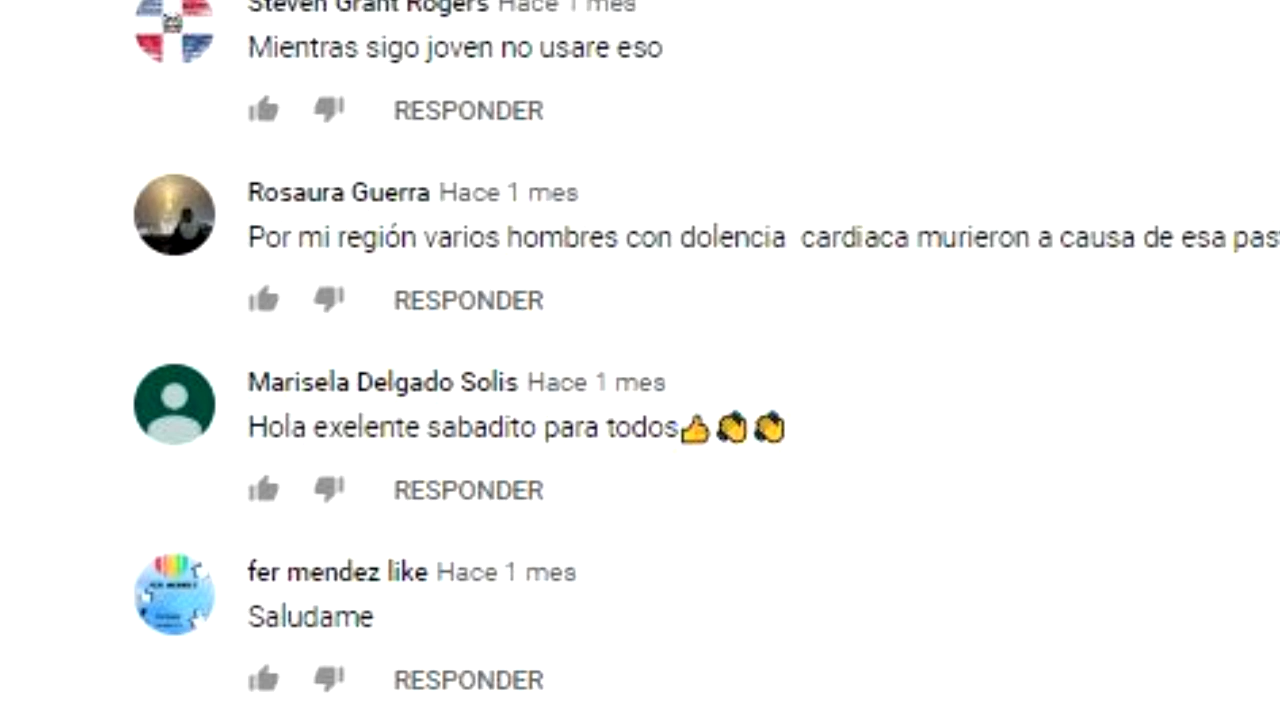 Steven Grant Rogers Hace 1 mes
Mientras sigo joven no usare eso
RESPONDER
Rosaura Guerra Hace 1 mes
Por mi región varios hombres con dolencia cardiaca murieron a causa de esa
RESPONDER
Marisela Delgado Solis Hace 1 mes
Hola exelente sabadito para todos👍👏👏
RESPONDER
fer mendez like Hace 1 mes
Saludame
RESPONDER